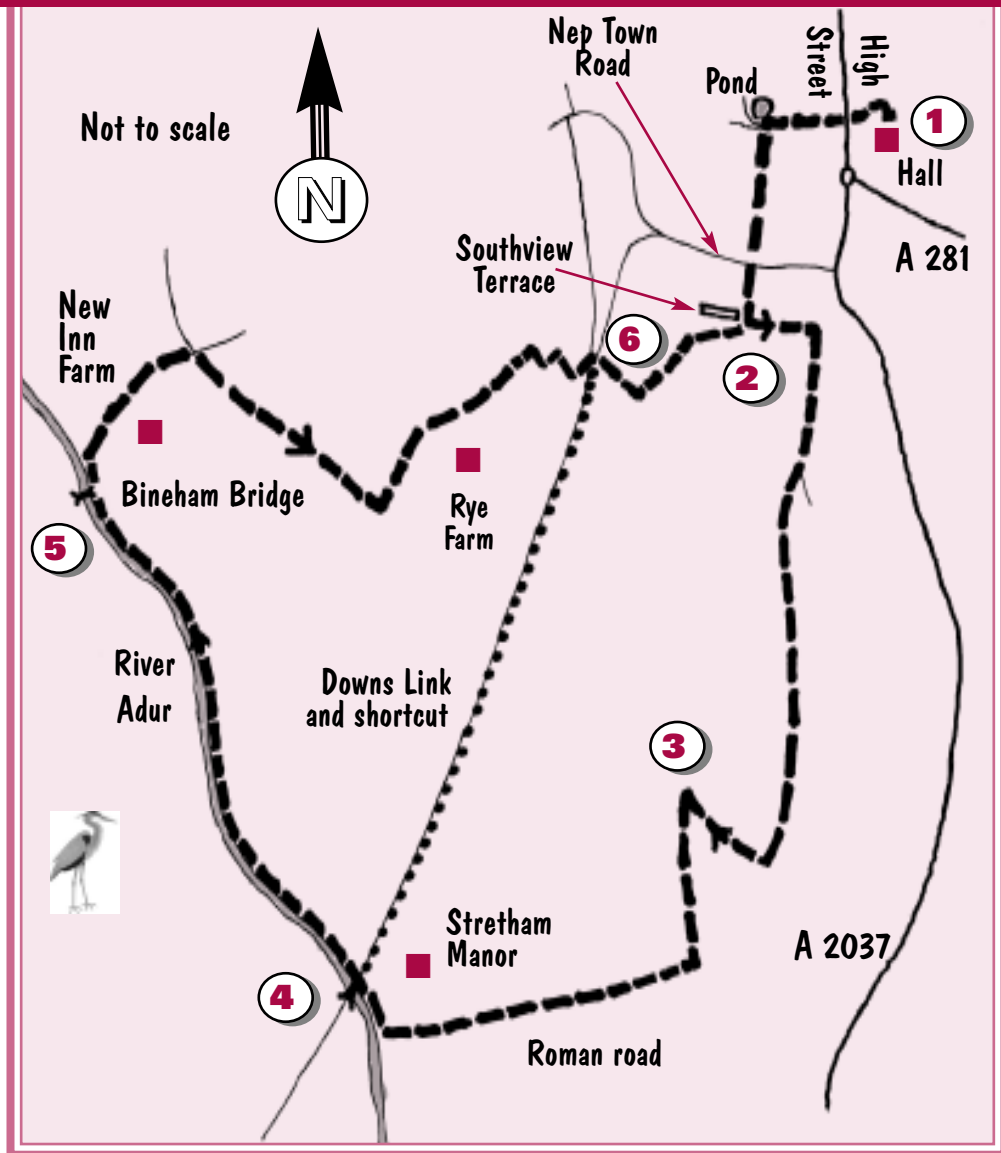 Nep Town
Road
High
Street
Pond
Not to scale
1
Hall
N
A 281
Southview
Terrace
New
Inn
Farm
6
2
Bineham Bridge
Rye
Farm
5
River
Adur
Downs Link
and shortcut
3
Stretham
Manor
A 2037
4
Roman road